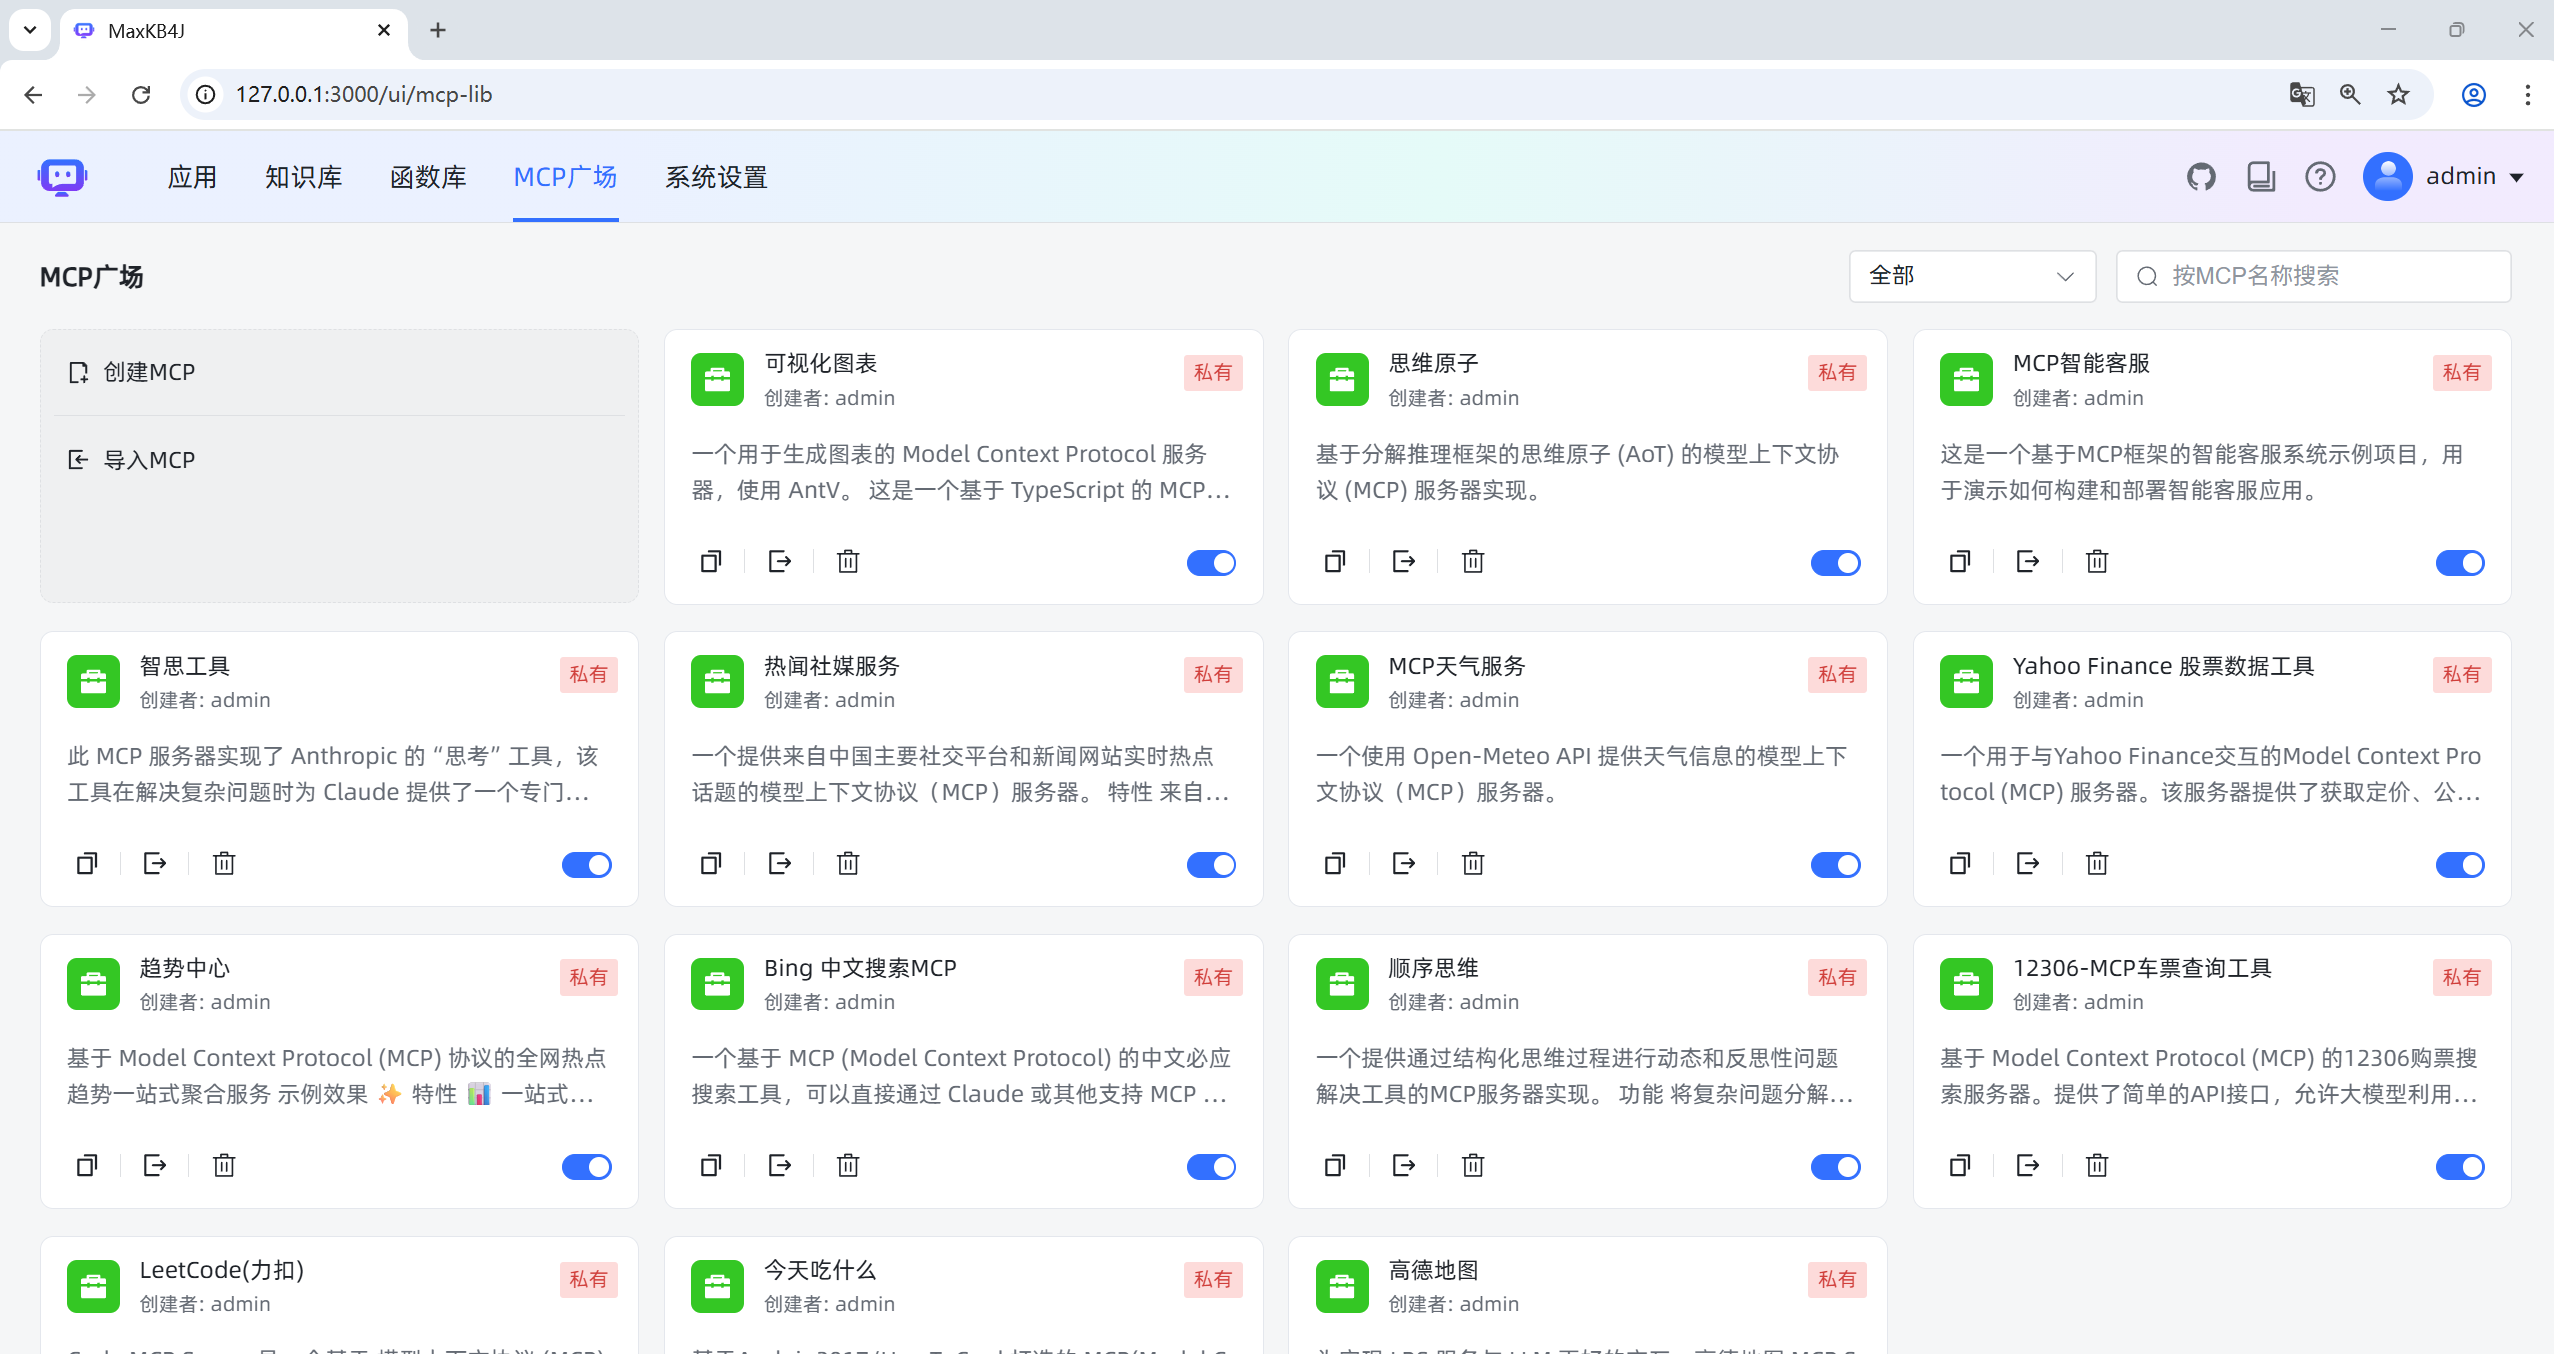 MaxKB4J
127.0.0.1:3000/ui/mcp-lib
应用
知识库
函数库
MCP广场
系统设置
admin
MCP广场
全部
按MCP名称搜索
创建MCP
导入MCP
可视化图表
私有
创建者: admin
一个用于生成图表的 Model Context Protocol 服务
器，使用 AntV。 这是一个基于 TypeScript 的 MCP...
思维原子
私有
创建者: admin
基于分解推理框架的思维原子 (AoT) 的模型上下文协
议 (MCP) 服务器实现。
MCP智能客服
私有
创建者: admin
这是一个基于MCP框架的智能客服系统示例项目，用
于演示如何构建和部署智能客服应用。
智思工具
私有
创建者: admin
此 MCP 服务器实现了 Anthropic 的“思考”工具，该
工具在解决复杂问题时为 Claude 提供了一个专门...
热闻社媒服务
私有
创建者: admin
一个提供来自中国主要社交平台和新闻网站实时热点
话题的模型上下文协议（MCP）服务器。 特性 来自...
MCP天气服务
私有
创建者: admin
一个使用 Open-Meteo API 提供天气信息的模型上下
文协议（MCP）服务器。
Yahoo Finance 股票数据工具
私有
创建者: admin
一个用于与Yahoo Finance交互的Model Context Pro
tocol (MCP) 服务器。该服务器提供了获取定价、公...
趋势中心
私有
创建者: admin
基于 Model Context Protocol (MCP) 协议的全网热点
趋势一站式聚合服务 示例效果 ✨ 特性 📊 一站式...
Bing 中文搜索MCP
私有
创建者: admin
一个基于 MCP (Model Context Protocol) 的中文必应
搜索工具，可以直接通过 Claude 或其他支持 MCP ...
顺序思维
私有
创建者: admin
一个提供通过结构化思维过程进行动态和反思性问题
解决工具的MCP服务器实现。 功能 将复杂问题分解...
12306-MCP车票查询工具
私有
创建者: admin
基于 Model Context Protocol (MCP) 的12306购票搜
索服务器。提供了简单的API接口，允许大模型利用...
LeetCode(力扣)
私有
创建者: admin
今天吃什么
私有
创建者: admin
高德地图
私有
创建者: admin